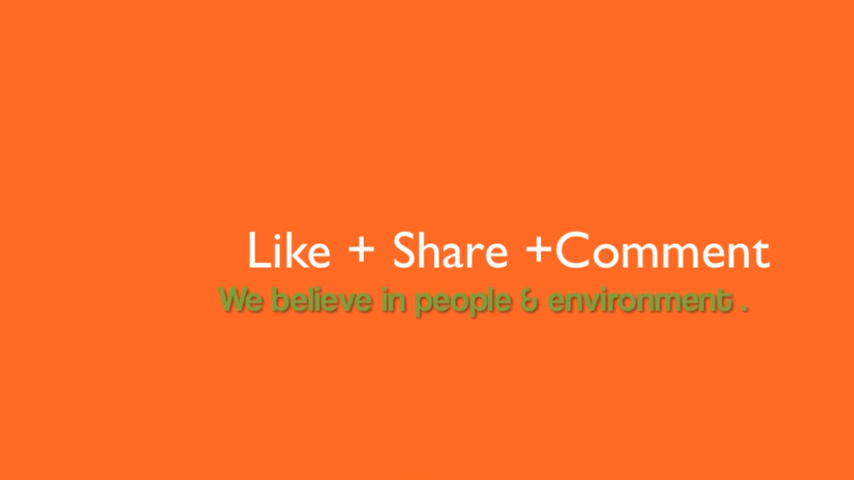 Like + Share +Comment
We believe in people & environment .